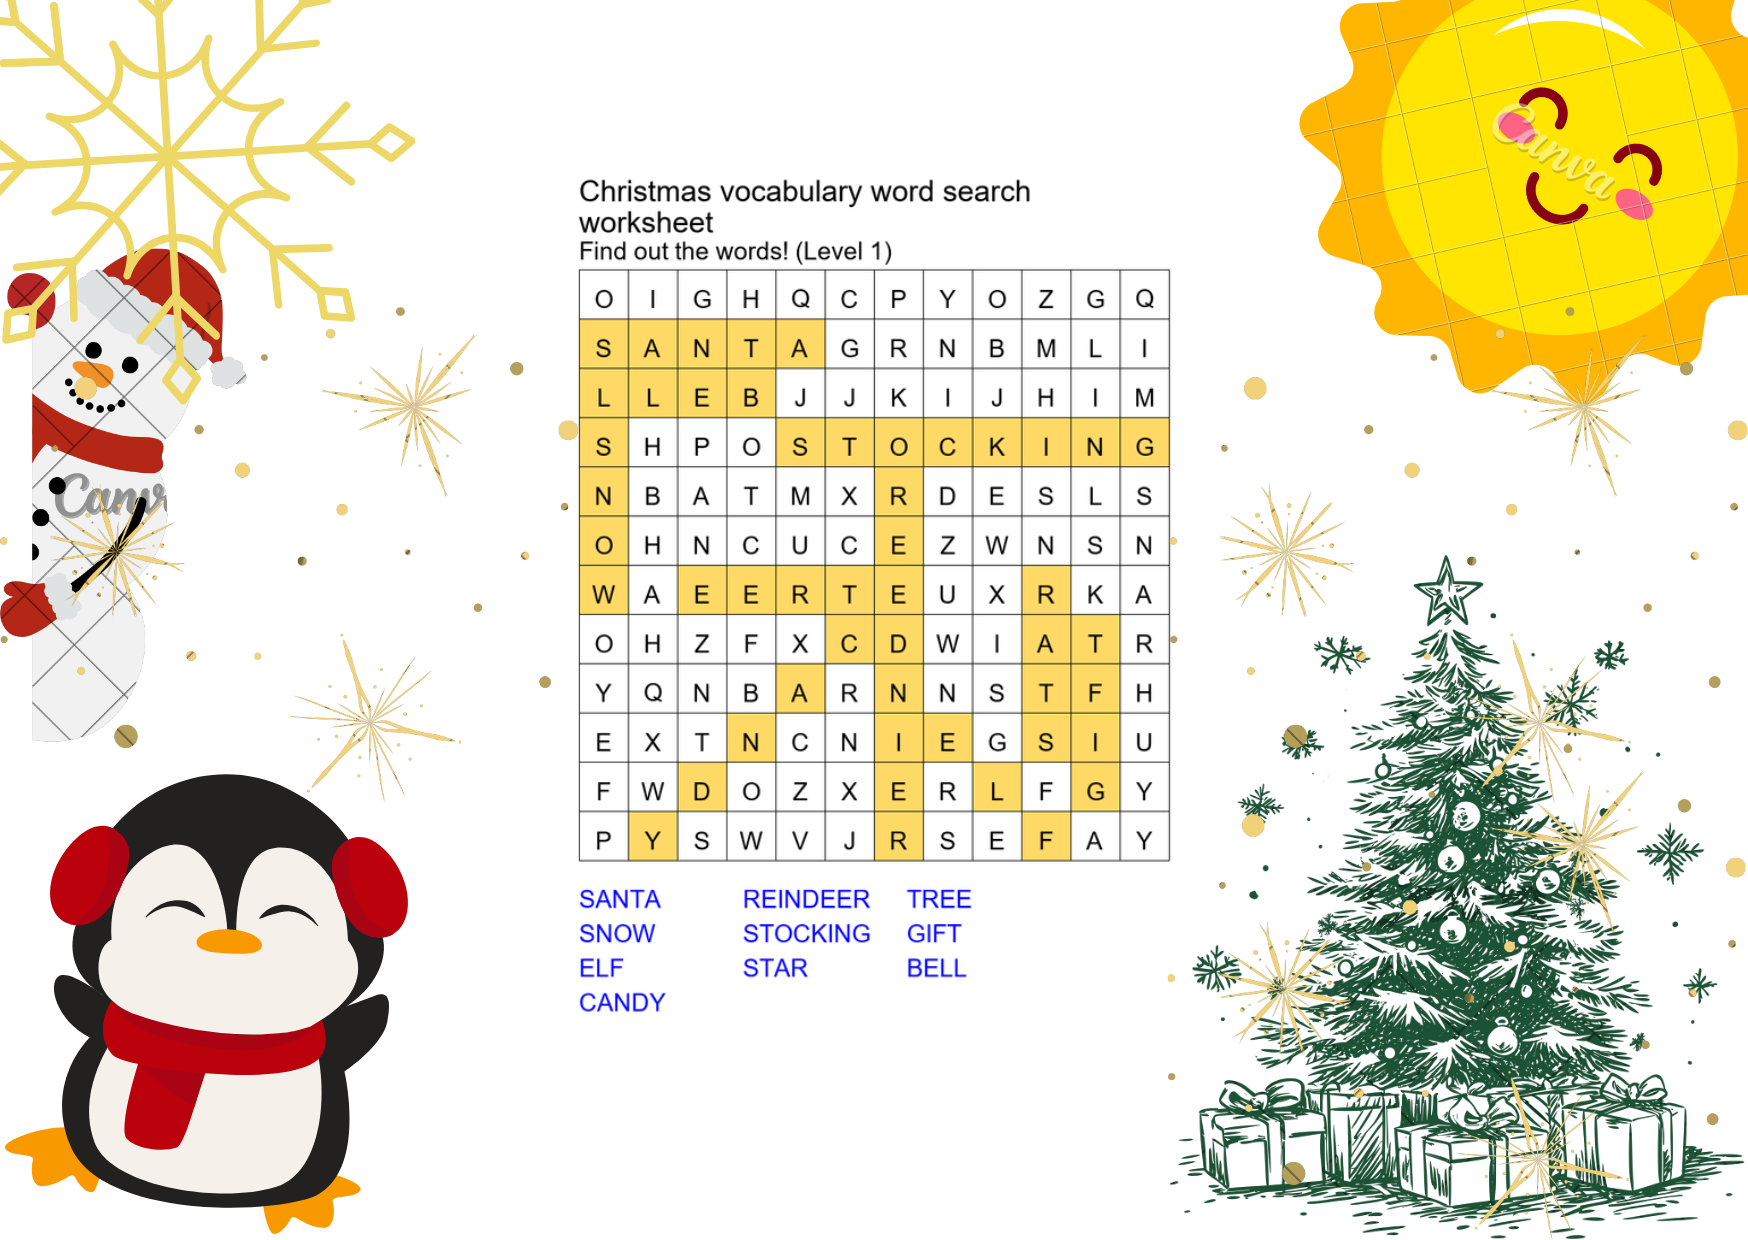 Canva
Christmas vocabulary word search
worksheet
Find out the words! (Level 1)
O I G H Q C P Y O Z G Q
S A N T A G R N B M L I
L L E B J J K I J H I M
S H P O S T O C K I N G
N B A T M X R D E S L S
O H N C U C E Z W N S N
W A E E R T E U X R K A
O H Z F X C D W I A T R
Y Q N B A R N N S T F H
E X T N C N I E G S I U
F W D O Z X E R L F G Y
P Y S W V J R S E F A Y
SANTA REINDEER TREE
SNOW STOCKING GIFT
ELF STAR BELL
CANDY
Canv